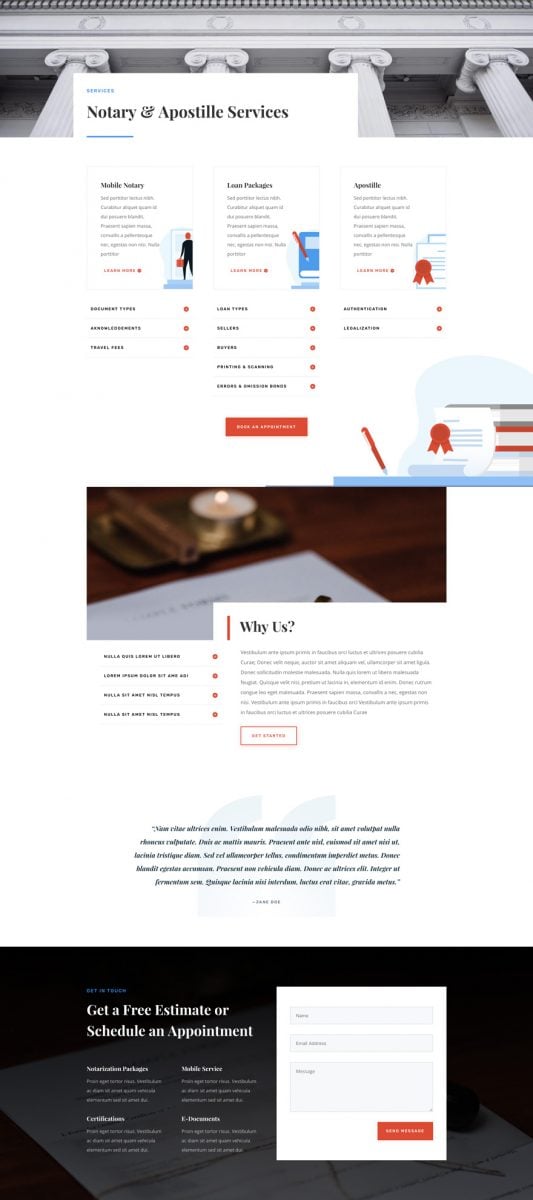 SERVICES
Notary & Apostille Services
Mobile Notary
Sed porttitor lectus nibh.
Curabitur aliquet quam id
dui posuere blandit.
Praesent sapien massa,
convallis a pellentesque
nec, egestas non nisi. Nulla
porttitor
LEARN MORE
Loan Packages
Sed porttitor lectus nibh.
Curabitur aliquet quam id
dui posuere blandit.
Praesent sapien massa,
convallis a pellentesque
nec, egestas non nisi. Nulla
porttitor
LEARN MORE
Apostille
Sed porttitor lectus nibh.
Curabitur aliquet quam id
dui posuere blandit.
Praesent sapien massa,
convallis a pellentesque
nec, egestas non nisi. Nulla
porttitor
LEARN MORE
DOCUMENT TYPES
AKNOWLEDGEMENTS
TRAVEL FEES
LOAN TYPES
SELLERS
BUYERS
PRINTING & SCANNING
ERRORS & OMISSION BONDS
AUTHENTICATION
LEGALIZATION
BOOK AN APPOINTMENT
NULLA QUIS LOREM UT LIBERO
LOREM IPSUM DOLOR SIT AME ADI
NULLA SIT AMET NISL TEMPUS
NULLA SIT AMET NISL TEMPUS
Why Us?
Vestibulum ante ipsum primis in faucibus orci luctus et ultrices posuere cubilia
Curae; Donec velit neque, auctor sit amet aliquam vel, ullamcorper sit amet ligula.
Donec sollicitudin molestie malesuada. Nulla quis lorem ut libero malesuada
feugiat. Quisque velit nisi, pretium ut lacinia in, elementum id enim. Donec rutrum
congue leo eget malesuada. Praesent sapien massa, convallis a nec, egestas non
nisi. Vestibulum ante ipsum primis in faucibus orci Vestibulum ante ipsum primis
in faucibus orci luctus et ultrices posuere cubilia Curae
GET STARTED
“Nam vitae ultrices enim. Vestibulum malesuada odio nibh, sit amet volutpat nulla
rhoncus vulputate. Duis ac mattis mauris. Praesent ante nisl, euismod sit amet nisi ut,
lacinia tristique diam. Sed vel ullamcorper tellus, condimentum imperdiet metus. Donec
blandit egestas accumsan. Praesent non vehicula diam. Donec ac ultrices elit. Integer ut
fermentum sem. Quisque lacinia nisi interdum, luctus erat vitae, gravida metus.”
–JANE DOE
GET IN TOUCH
Get a Free Estimate or
Schedule an Appointment
Notarization Packages
Proin eget tortor risus. Vestibulum
ac diam sit amet quam vehicula
elementum sed sit amet dui.
Mobile Service
Proin eget tortor risus. Vestibulum
ac diam sit amet quam vehicula
elementum sed sit amet dui.
Certifications
Proin eget tortor risus. Vestibulum
ac diam sit amet quam vehicula
elementum sed sit amet dui.
E-Documents
Proin eget tortor risus. Vestibulum
ac diam sit amet quam vehicula
elementum sed sit amet dui.
Name
Email Address
Message
SEND MESSAGE